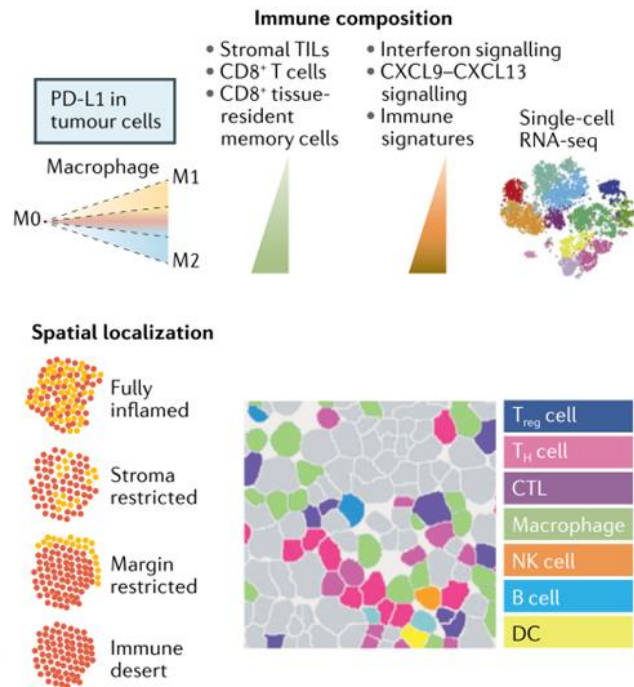 Immune composition
PD-L1 in
tumour cells
Macrophage
M0
M1
M2
• Stromal TILs
• CD8⁺ T cells
• CD8⁺ tissue-
resident
memory cells
• Interferon signalling
• CXCL9–CXCL13
signalling
• Immune
signatures
Single-cell
RNA-seq
Spatial localization
Fully
inflamed
Stroma
restricted
Margin
restricted
Immune
desert
T_reg cell
T_H cell
CTL
Macrophage
NK cell
B cell
DC